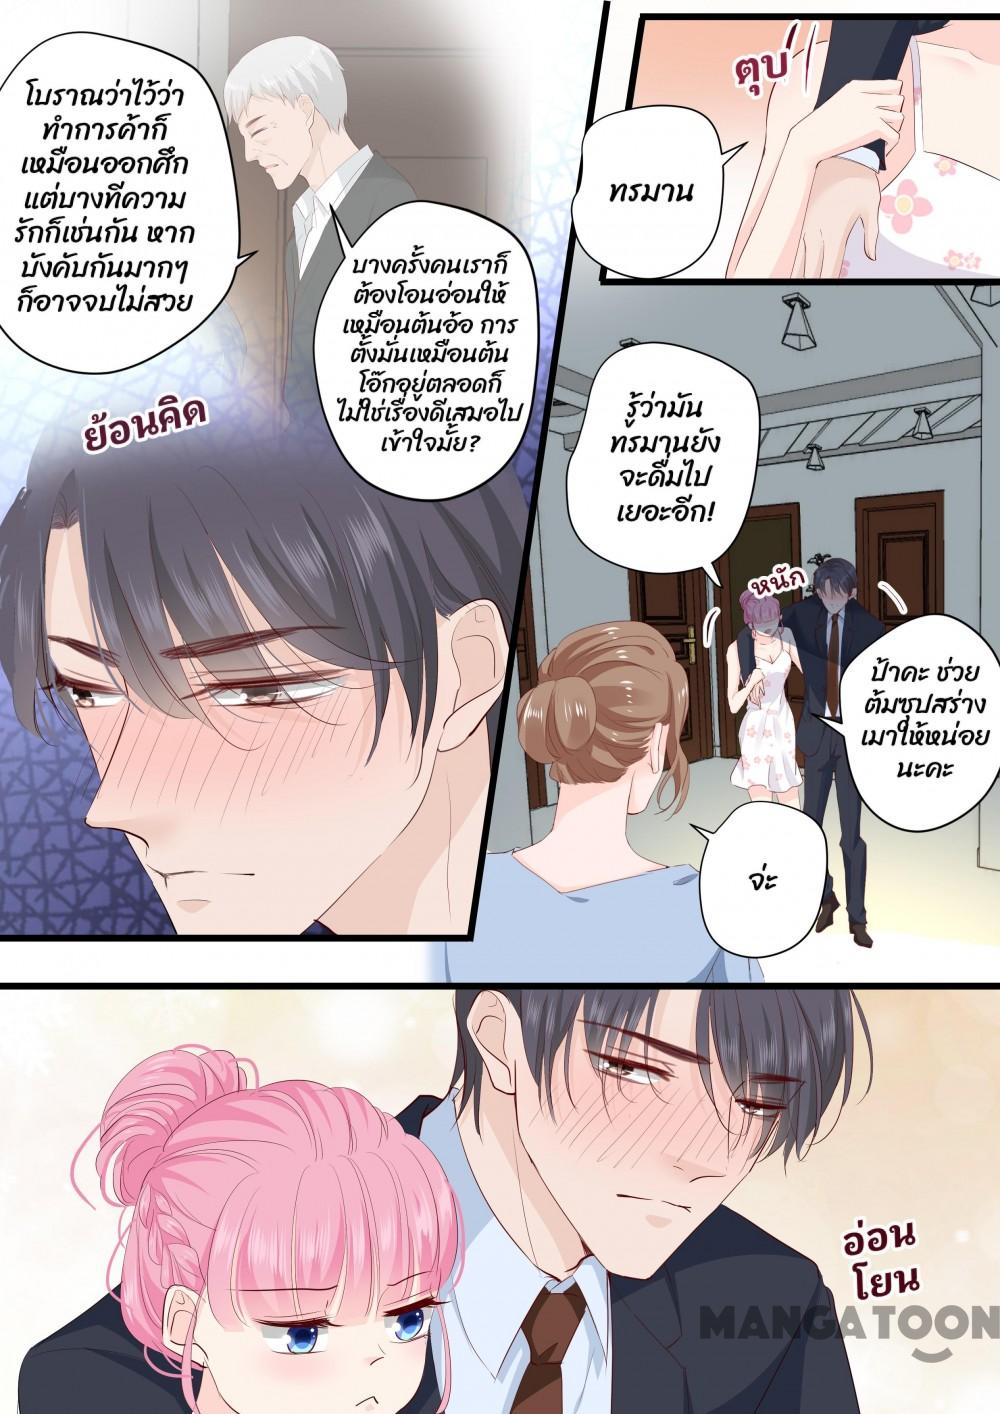 ตุบ
ทรมาน
โบราณว่าไว้ว่า
ทำการค้าก็
เหมือนออกศึก
แต่บางทีความ
รักก็เช่นกัน หาก
บังคับกันมากๆ
ก็อาจจบไม่สวย
บางครั้งคนเราก็
ต้องโอนอ่อนให้
เหมือนต้นอ้อ การ
ตั้งมั่นเหมือนต้น
โอ๊กอยู่ตลอดก็
ไม่ใช่เรื่องดีเสมอไป
เข้าใจมั้ย?
ย้อนคิด
รู้ว่ามัน
ทรมานยัง
จะดื่มไป
เยอะอีก!
หนัก
ป้าคะ ช่วย
ต้มซุปสร่าง
เมาให้หน่อย
นะคะ
จ่ะ
อ่อน
โยน
MANGATOON